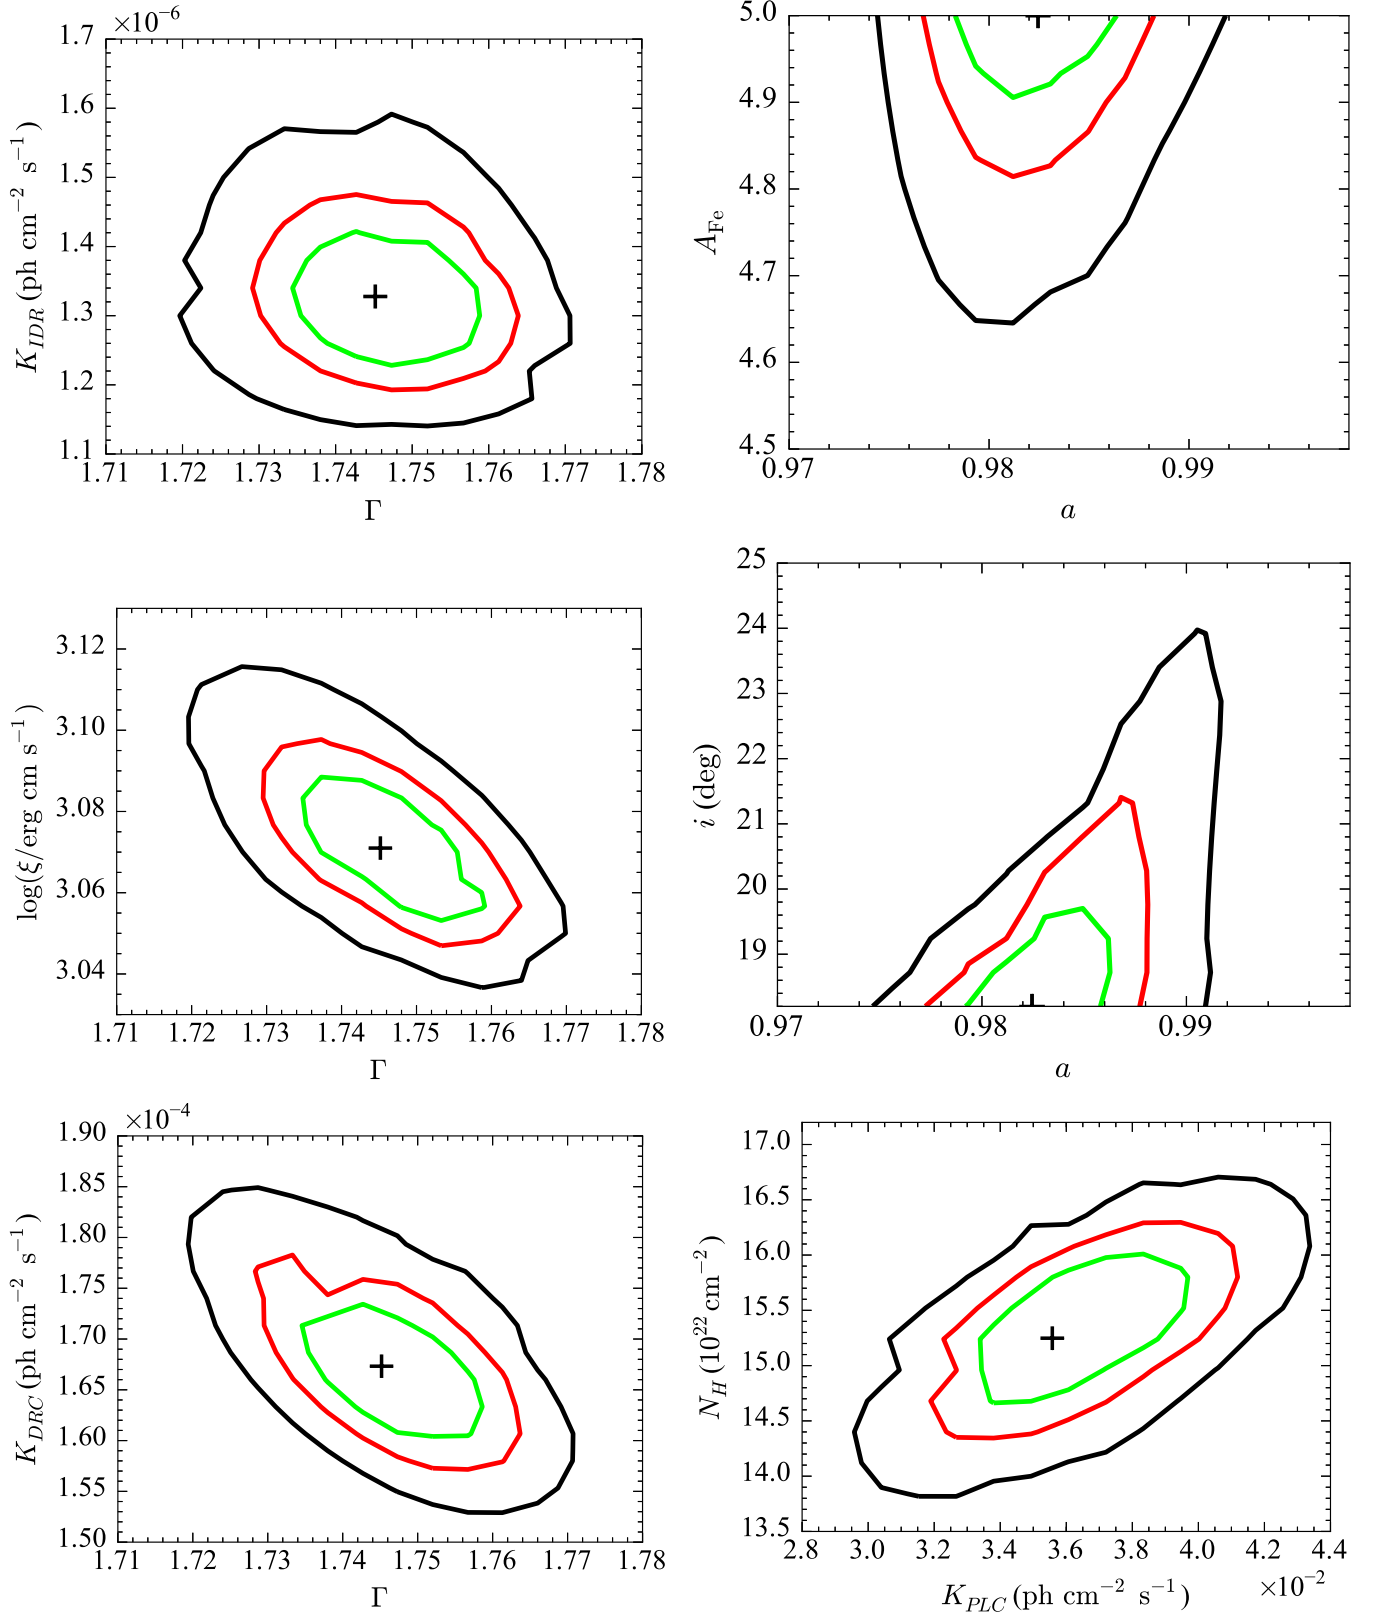 ×10⁻⁶
1.7
1.6
1.5
1.4
1.3
1.2
1.1
K_IDR (ph cm⁻² s⁻¹)
1.71 1.72 1.73 1.74 1.75 1.76 1.77 1.78
Γ
5.0
4.9
4.8
4.7
4.6
4.5
A_Fe
0.97 0.98 0.99
a
3.12
3.10
3.08
3.06
3.04
log(ξ/erg cm s⁻¹)
1.71 1.72 1.73 1.74 1.75 1.76 1.77 1.78
Γ
25
24
23
22
21
20
19
i (deg)
0.97 0.98 0.99
a
×10⁻⁴
1.90
1.85
1.80
1.75
1.70
1.65
1.60
1.55
1.50
K_DRC (ph cm⁻² s⁻¹)
1.71 1.72 1.73 1.74 1.75 1.76 1.77 1.78
Γ
17.0
16.5
16.0
15.5
15.0
14.5
14.0
13.5
N_H (10²² cm⁻²)
2.8 3.0 3.2 3.4 3.6 3.8 4.0 4.2 4.4
×10⁻²
K_PLC (ph cm⁻² s⁻¹)